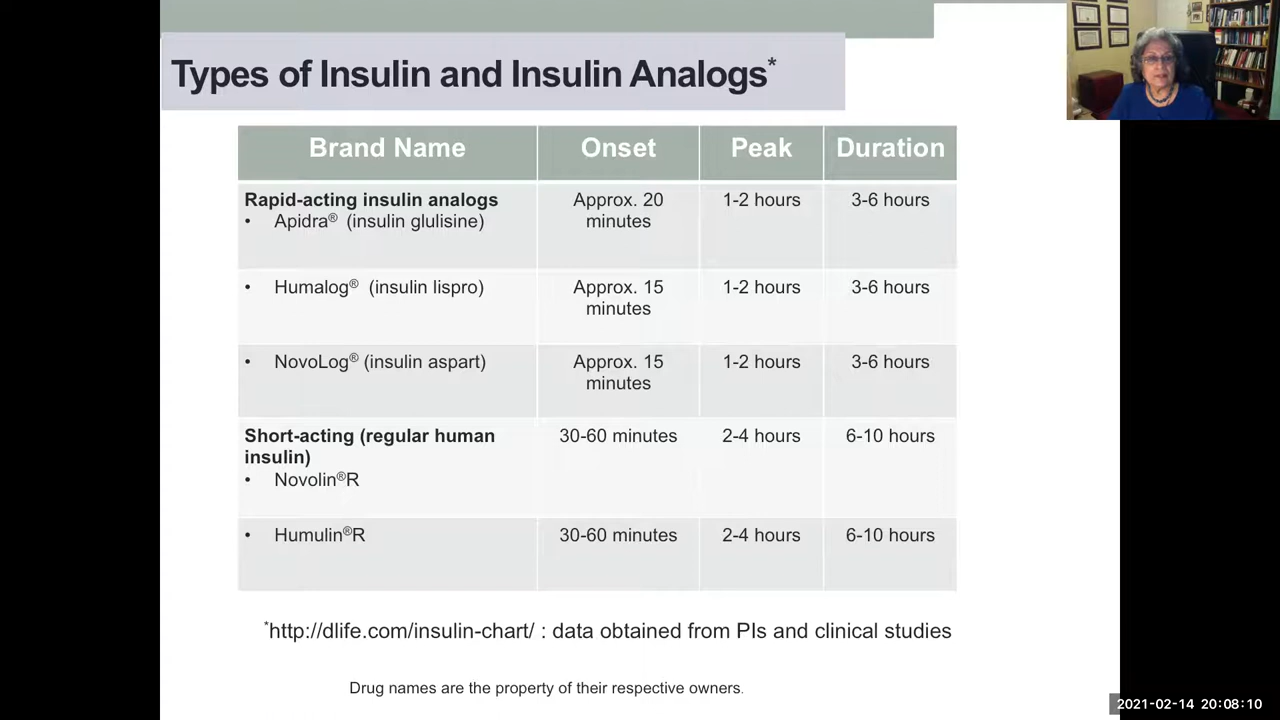 Types of Insulin and Insulin Analogs*
Brand Name Onset Peak Duration
Rapid-acting insulin analogs Approx. 20 1-2 hours 3-6 hours
• Apidra® (insulin glulisine) minutes
• Humalog® (insulin lispro) Approx. 15 1-2 hours 3-6 hours
minutes
• NovoLog® (insulin aspart) Approx. 15 1-2 hours 3-6 hours
minutes
Short-acting (regular human 30-60 minutes 2-4 hours 6-10 hours
insulin)
• Novolin®R
• Humulin®R 30-60 minutes 2-4 hours 6-10 hours
*http://dlife.com/insulin-chart/ : data obtained from PIs and clinical studies
Drug names are the property of their respective owners.
2021-02-14 20:08:10